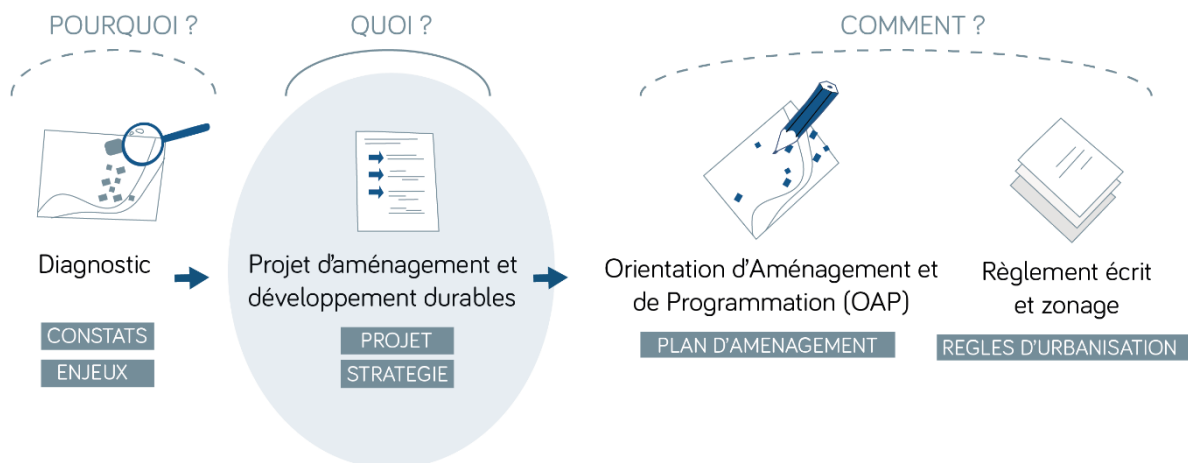 POURQUOI ?
QUOI ?
COMMENT ?
Diagnostic
CONSTATS
ENJEUX
Projet d'aménagement et
développement durables
PROJET
STRATEGIE
Orientation d'Aménagement et
de Programmation (OAP)
PLAN D'AMENAGEMENT
Règlement écrit
et zonage
REGLES D'URBANISATION